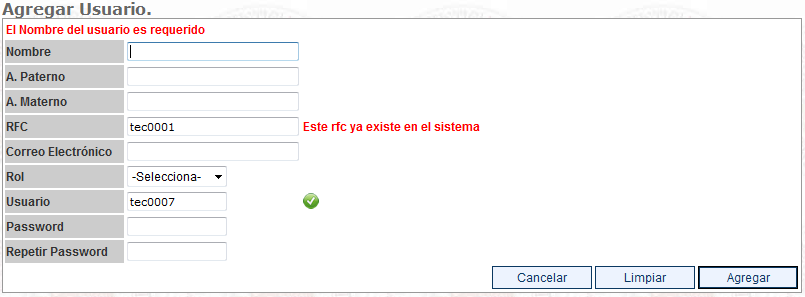 Agregar Usuario.
El Nombre del usuario es requerido
Nombre
A. Paterno
A. Materno
RFC tec0001 Este rfc ya existe en el sistema
Correo Electrónico
Rol -Selecciona-
Usuario tec0007
Password
Repetir Password
Cancelar Limpiar Agregar